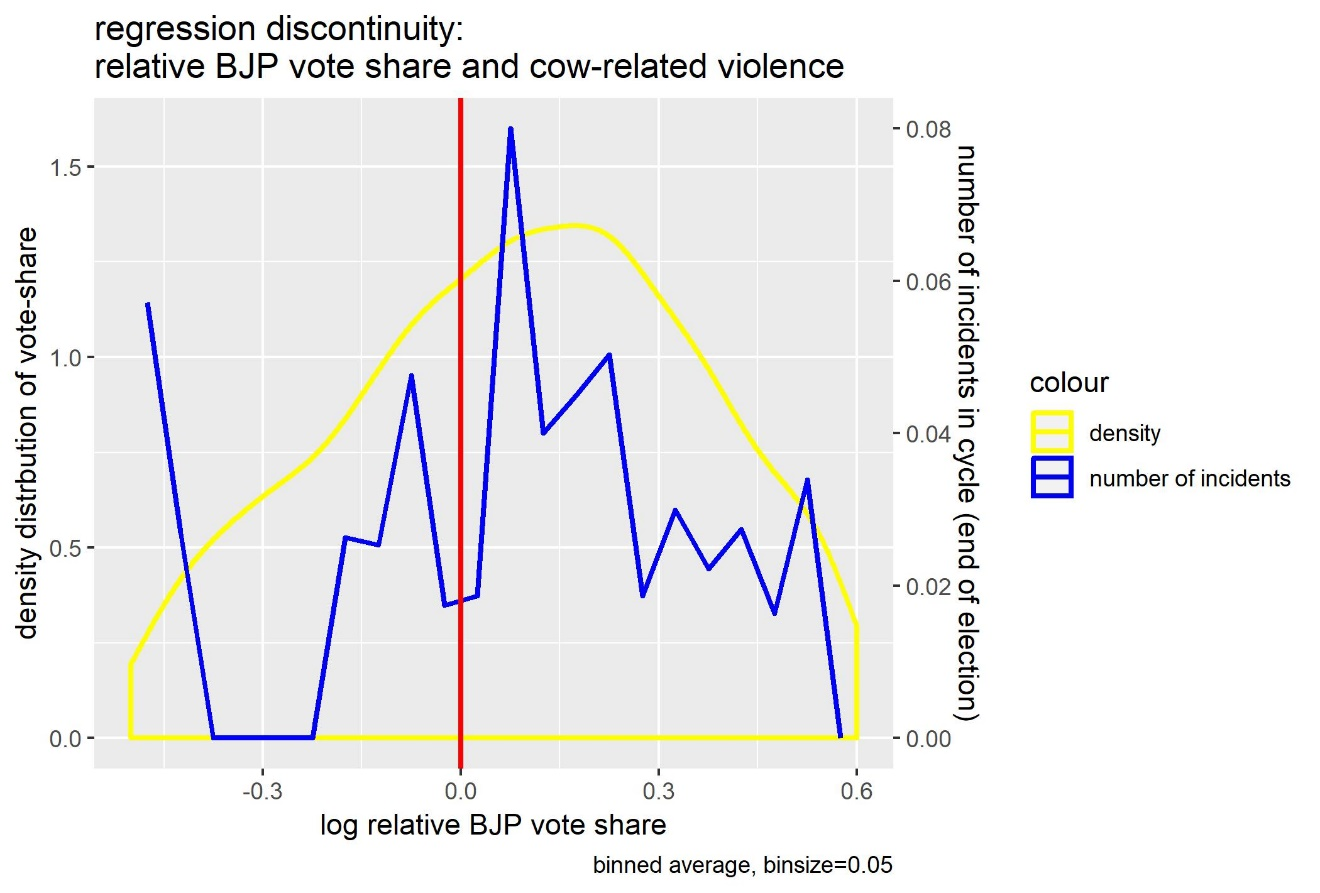 regression discontinuity:
relative BJP vote share and cow-related violence
density distrbution of vote-share
1.5
1.0
0.5
0.0
0.08
0.06
0.04
0.02
0.00
number of incidents in cycle (end of election)
-0.3
0.0
0.3
0.6
log relative BJP vote share
binned average, binsize=0.05
colour
density
number of incidents